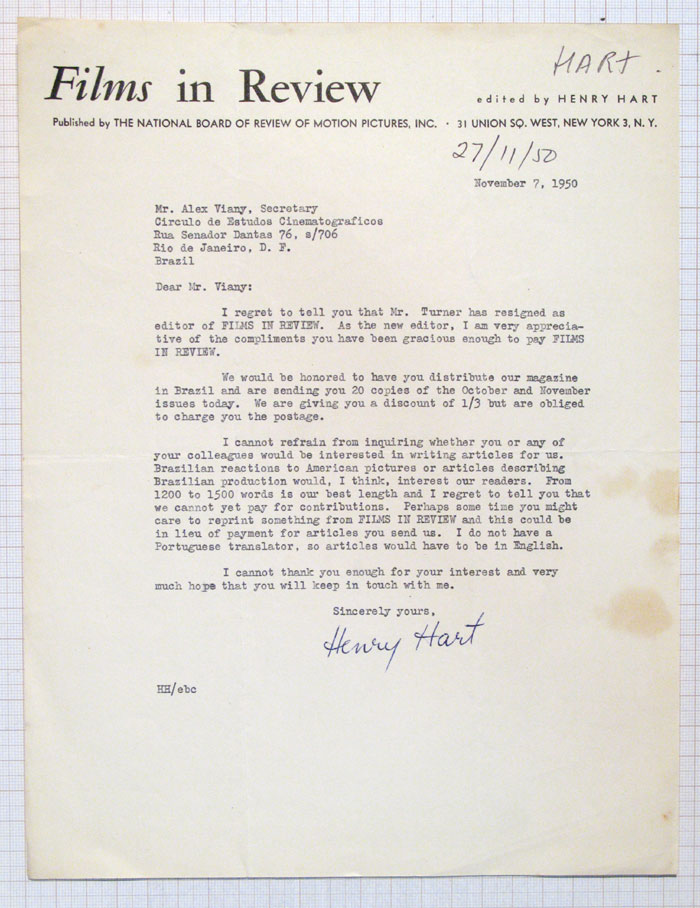 HART.
Films in Review
edited by HENRY HART
Published by THE NATIONAL BOARD OF REVIEW OF MOTION PICTURES, INC. · 31 UNION SQ. WEST, NEW YORK 3, N. Y.
27/11/50
November 7, 1950
Mr. Alex Viany, Secretary
Circulo de Estudos Cinematograficos
Rua Senador Dantas 76, s/706
Rio de Janeiro, D. F.
Brazil
Dear Mr. Viany:
I regret to tell you that Mr. Turner has resigned as
editor of FILMS IN REVIEW. As the new editor, I am very apprecia-
tive of the compliments you have been gracious enough to pay FILMS
IN REVIEW.
We would be honored to have you distribute our magazine
in Brazil and are sending you 20 copies of the October and November
issues today. We are giving you a discount of 1/3 but are obliged
to charge you the postage.
I cannot refrain from inquiring whether you or any of
your colleagues would be interested in writing articles for us.
Brazilian reactions to American pictures or articles describing
Brazilian production would, I think, interest our readers. From
1200 to 1500 words is our best length and I regret to tell you that
we cannot yet pay for contributions. Perhaps some time you might
care to reprint something from FILMS IN REVIEW and this could be
in lieu of payment for articles you send us. I do not have a
Portuguese translator, so articles would have to be in English.
I cannot thank you enough for your interest and very
much hope that you will keep in touch with me.
Sincerely yours,
Henry Hart
HH/ebc